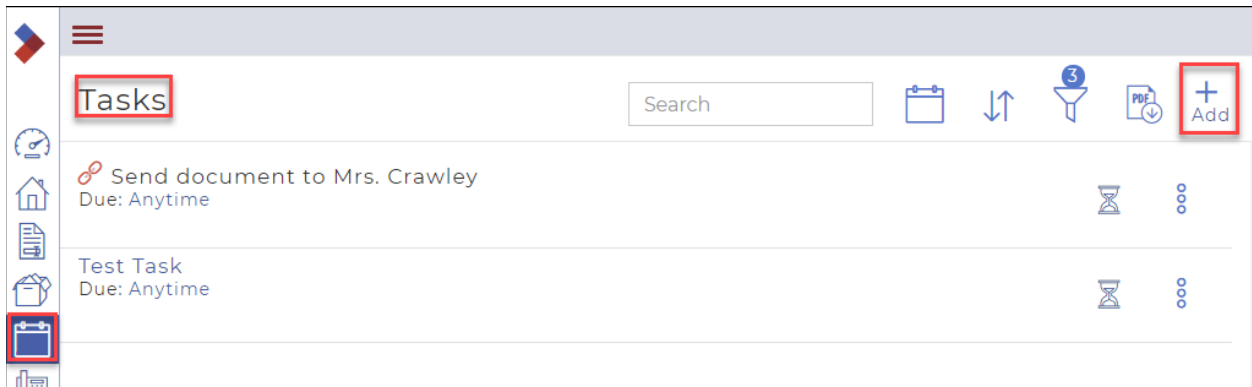 Tasks
Search
3
PDF
Add
Send document to Mrs. Crawley
Due: Anytime
Test Task
Due: Anytime